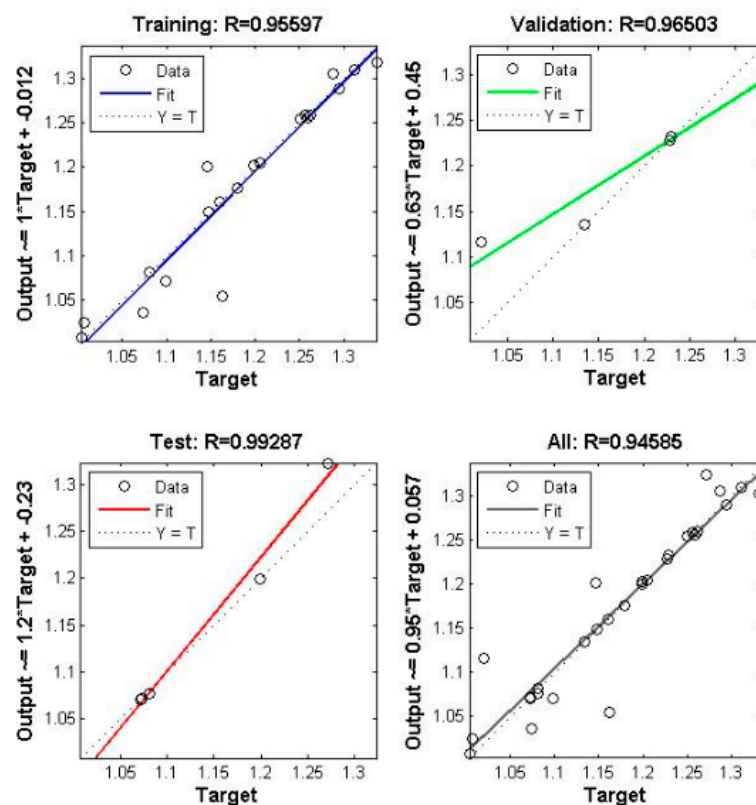 Training: R=0.95597
Output ~= 1*Target + -0.012
1.3
1.25
1.2
1.15
1.1
1.05
Data
Fit
Y = T
1.05 1.1 1.15 1.2 1.25 1.3
Target
Validation: R=0.96503
Output ~= 0.63*Target + 0.45
1.3
1.25
1.2
1.15
1.1
1.05
Data
Fit
Y = T
1.05 1.1 1.15 1.2 1.25 1.3
Target
Test: R=0.99287
Output ~= 1.2*Target + -0.23
1.3
1.25
1.2
1.15
1.1
1.05
Data
Fit
Y = T
1.05 1.1 1.15 1.2 1.25 1.3
Target
All: R=0.94585
Output ~= 0.95*Target + 0.057
1.3
1.25
1.2
1.15
1.1
1.05
Data
Fit
Y = T
1.05 1.1 1.15 1.2 1.25 1.3
Target